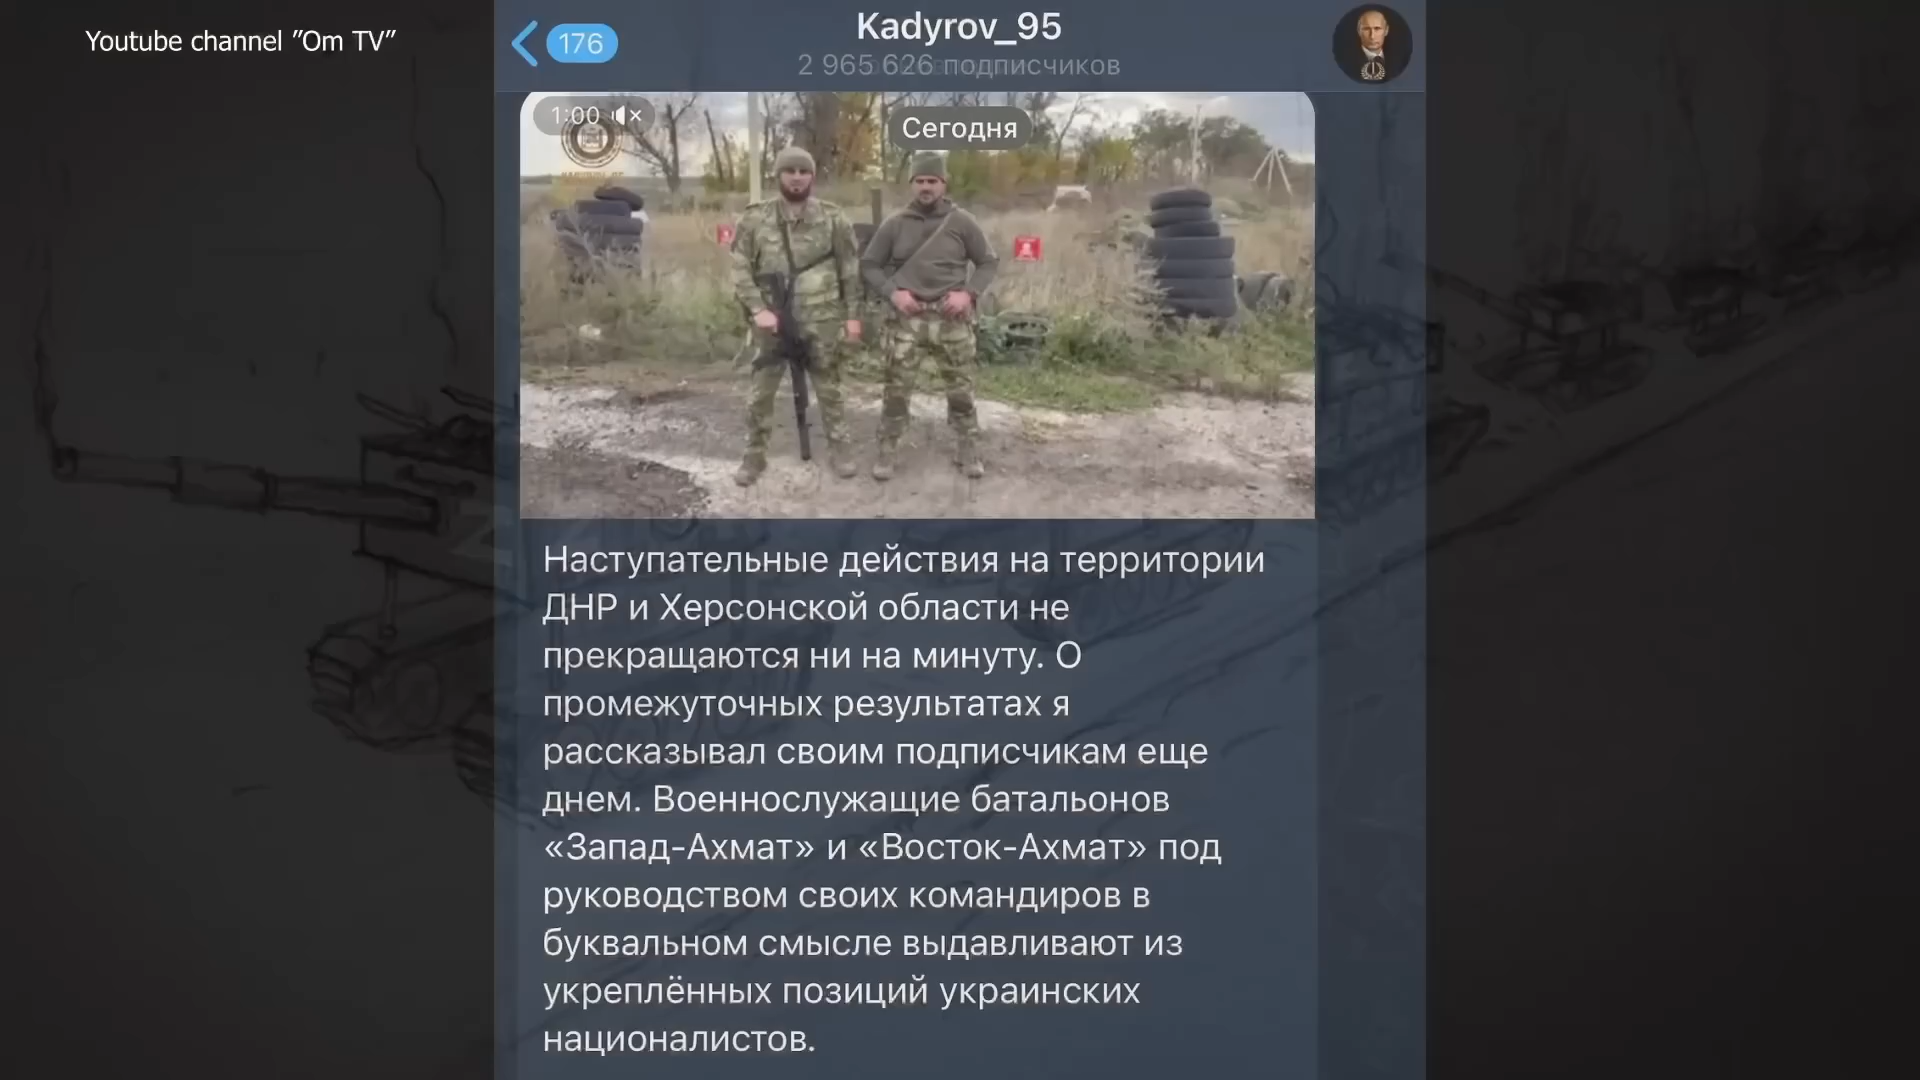 Youtube channel "Om TV"
176
Kadyrov_95
2 965 626 подписчиков
1:00
Сегодня
Наступательные действия на территории
ДНР и Херсонской области не
прекращаются ни на минуту. О
промежуточных результатах я
рассказывал своим подписчикам еще
днем. Военнослужащие батальонов
«Запад-Ахмат» и «Восток-Ахмат» под
руководством своих командиров в
буквальном смысле выдавливают из
укреплённых позиций украинских
националистов.